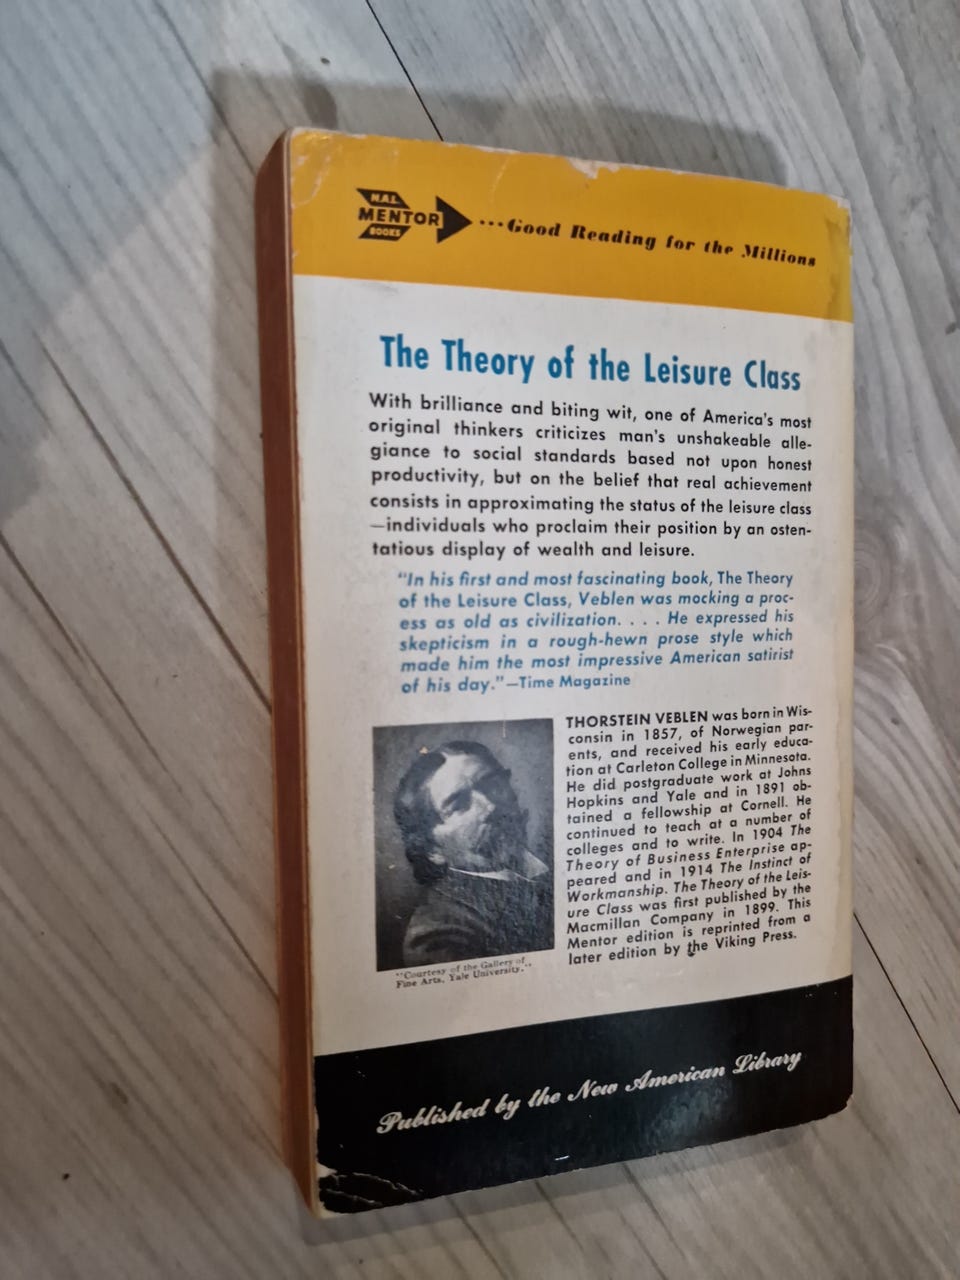 N.A.L.
MENTOR
BOOKS
...Good Reading for the Millions
The Theory of the Leisure Class
With brilliance and biting wit, one of America's most
original thinkers criticizes man's unshakeable alle-
giance to social standards based not upon honest
productivity, but on the belief that real achievement
consists in approximating the status of the leisure class
—individuals who proclaim their position by an osten-
tatious display of wealth and leisure.
"In his first and most fascinating book, The Theory
of the Leisure Class, Veblen was mocking a proc-
ess as old as civilization. . . . He expressed his
skepticism in a rough-hewn prose style which
made him the most impressive American satirist
of his day."—Time Magazine
THORSTEIN VEBLEN was born in Wis-
consin in 1857, of Norwegian par-
ents, and received his early educa-
tion at Carleton College in Minnesota.
He did postgraduate work at Johns
Hopkins and Yale and in 1891 ob-
tained a fellowship at Cornell. He
continued to teach at a number of
colleges and to write. In 1904 The
Theory of Business Enterprise ap-
peared and in 1914 The Instinct of
Workmanship. The Theory of the Leis-
ure Class was first published by the
Macmillan Company in 1899. This
Mentor edition is reprinted from a
later edition by the Viking Press.
"Courtesy of the Gallery of
Fine Arts, Yale University."
Published by the New American Library